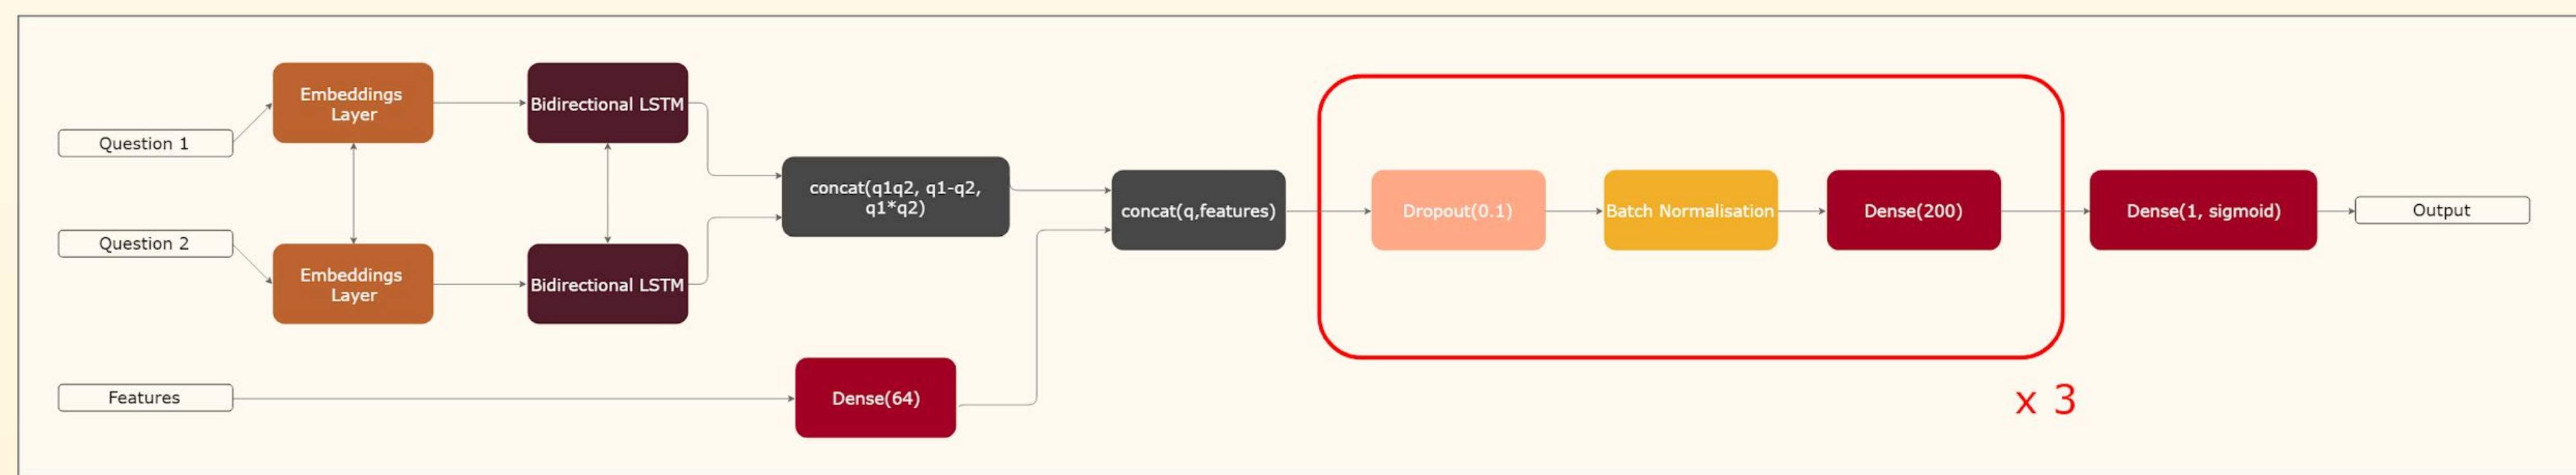 Question 1
Embeddings
Layer
Bidirectional LSTM
Question 2
Embeddings
Layer
Bidirectional LSTM
Features
Dense(64)
concat(q1q2, q1-q2,
q1*q2)
concat(q,features)
Dropout(0.1)
Batch Normalisation
Dense(200)
x 3
Dense(1, sigmoid)
Output